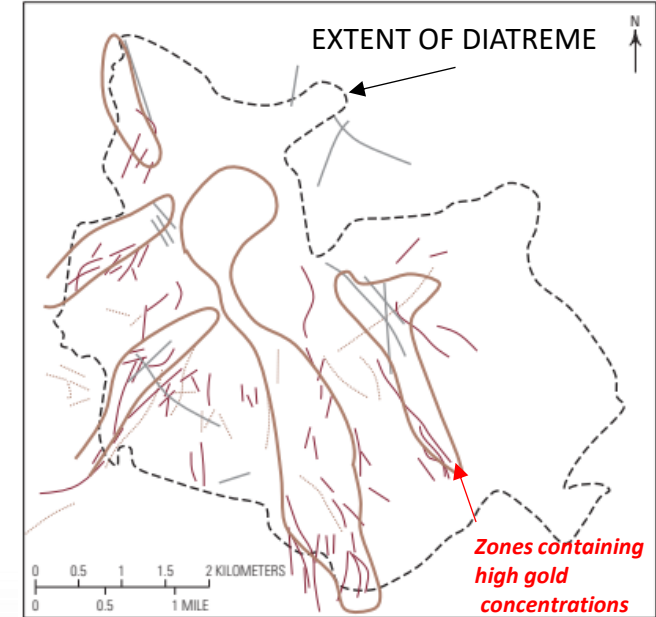 N
EXTENT OF DIATREME
0 0.5 1 1.5 2 KILOMETERS
0 0.5 1 MILE
Zones containing
high gold
concentrations